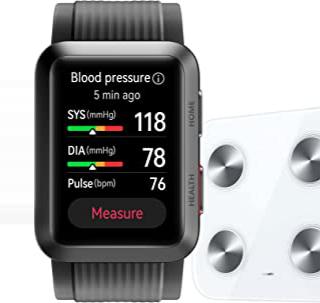 Blood pressure ⓘ
5 min ago
SYS (mmHg) 118
DIA (mmHg) 78
Pulse (bpm) 76
Measure
HOME
HEALTH